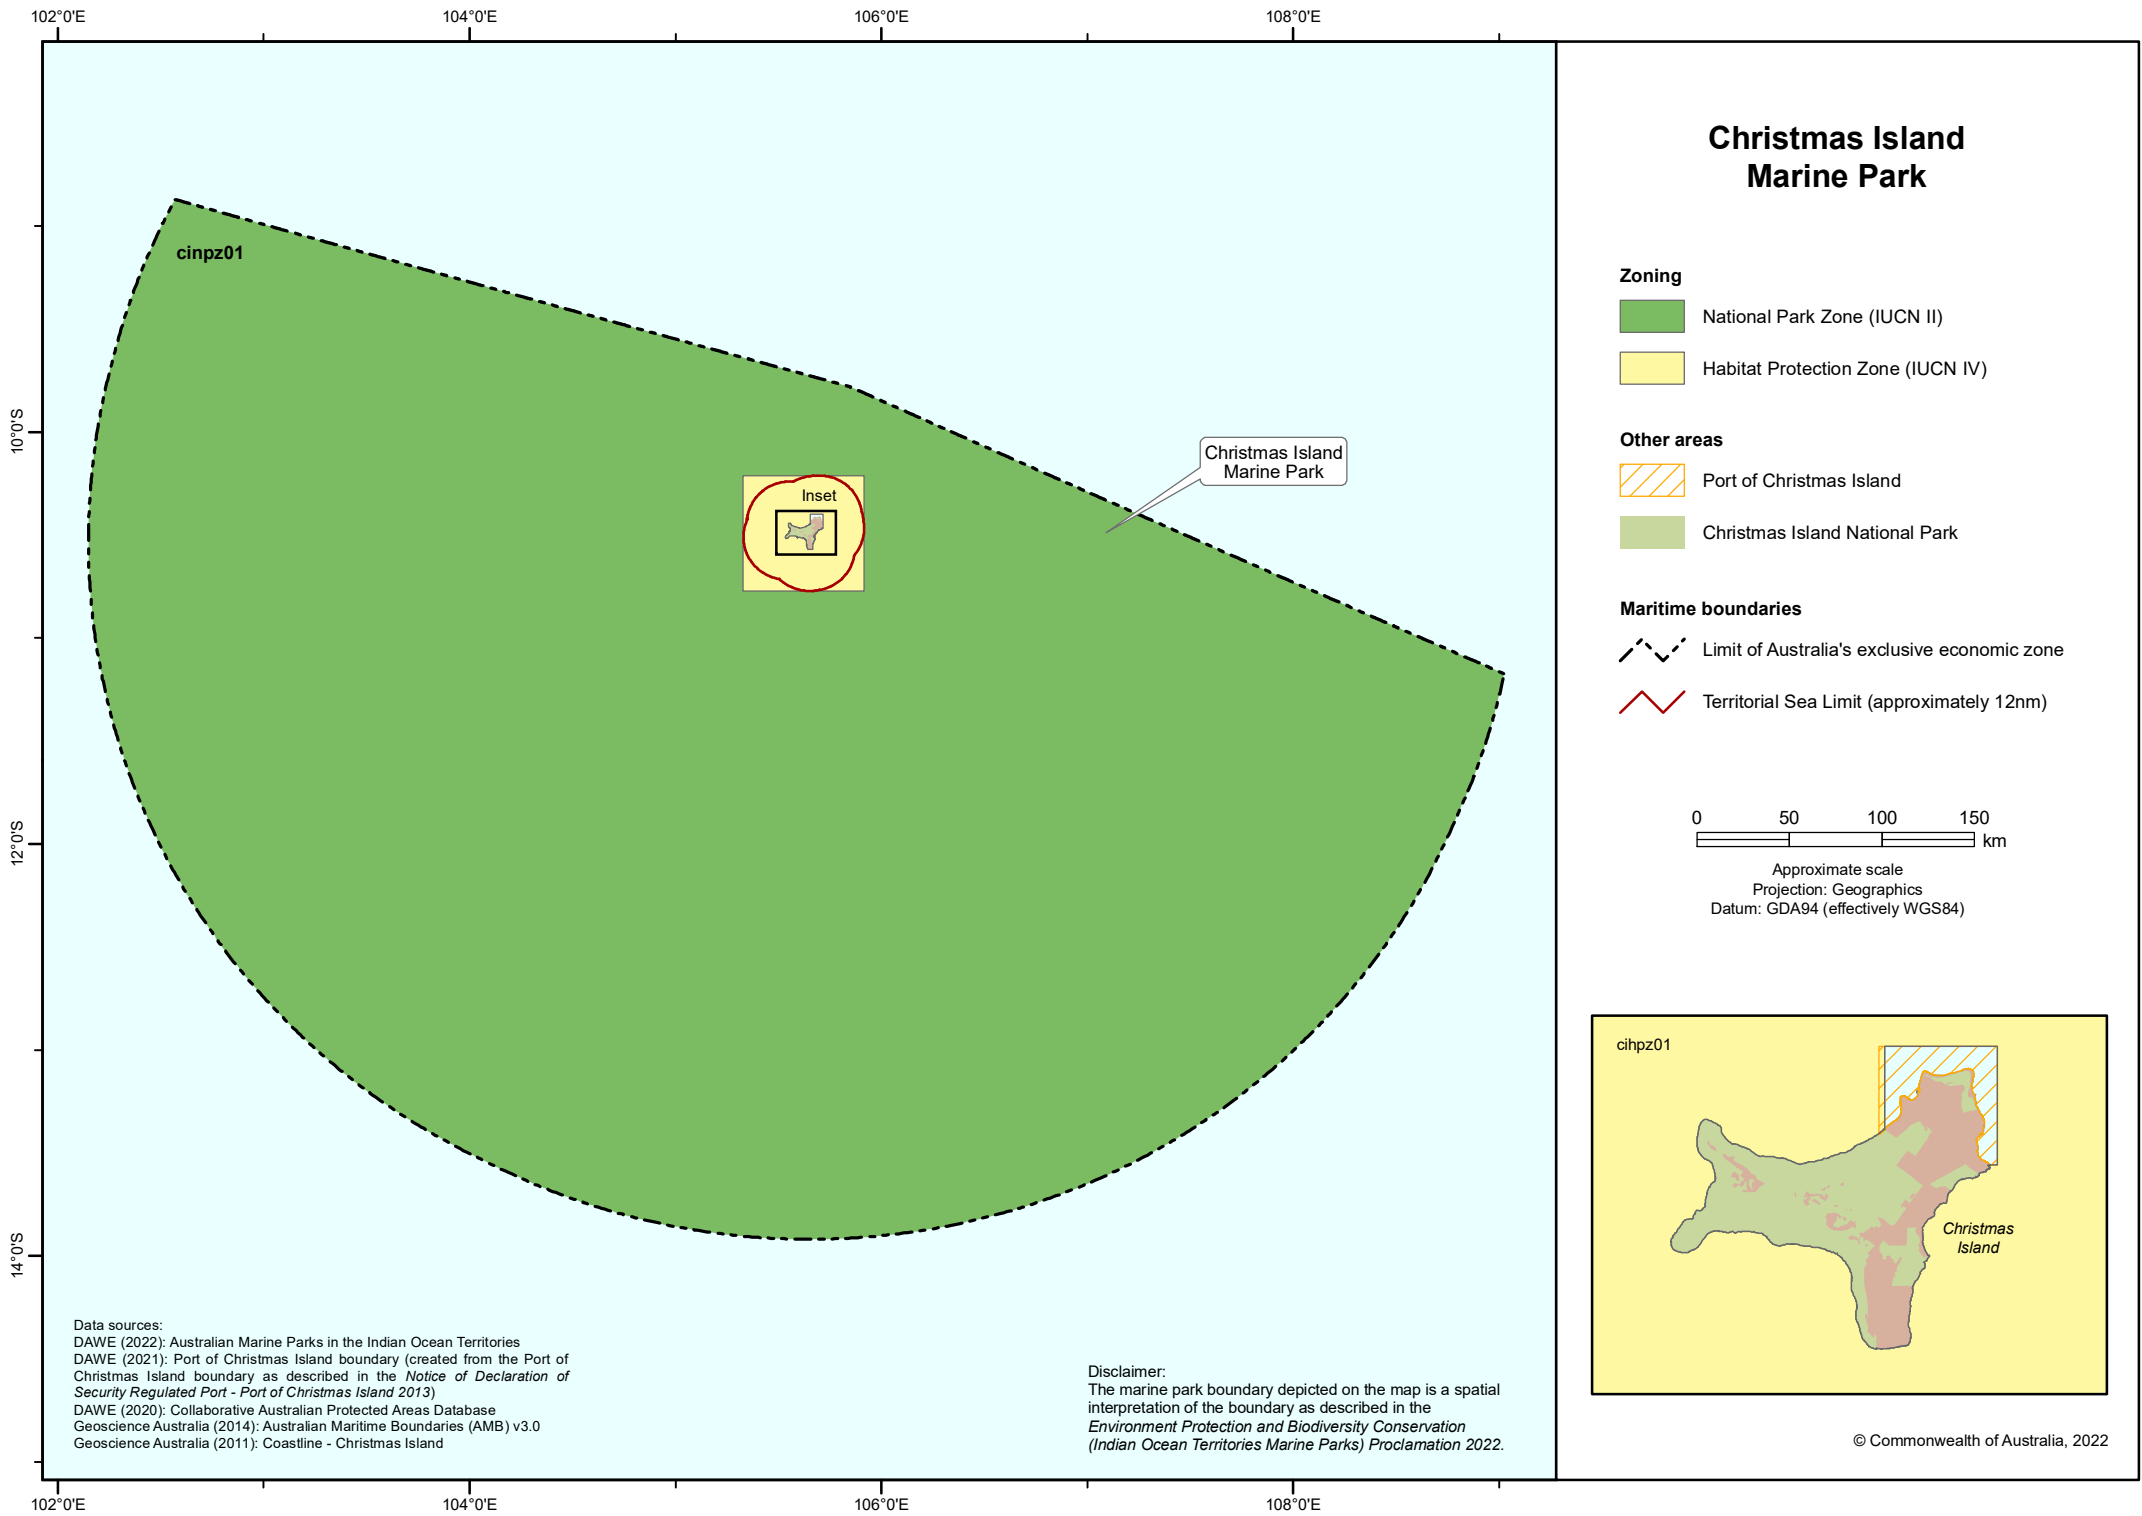 102°0'E
104°0'E
106°0'E
108°0'E
10°0'S
12°0'S
14°0'S
cinpz01
Inset
Christmas Island
Marine Park
Data sources:
DAWE (2022): Australian Marine Parks in the Indian Ocean Territories
DAWE (2021): Port of Christmas Island boundary (created from the Port of
Christmas Island boundary as described in the Notice of Declaration of
Security Regulated Port - Port of Christmas Island 2013)
DAWE (2020): Collaborative Australian Protected Areas Database
Geoscience Australia (2014): Australian Maritime Boundaries (AMB) v3.0
Geoscience Australia (2011): Coastline - Christmas Island
Disclaimer:
The marine park boundary depicted on the map is a spatial
interpretation of the boundary as described in the
Environment Protection and Biodiversity Conservation
(Indian Ocean Territories Marine Parks) Proclamation 2022.
102°0'E
104°0'E
106°0'E
108°0'E
Christmas Island
Marine Park
Zoning
National Park Zone (IUCN II)
Habitat Protection Zone (IUCN IV)
Other areas
Port of Christmas Island
Christmas Island National Park
Maritime boundaries
Limit of Australia's exclusive economic zone
Territorial Sea Limit (approximately 12nm)
0 50 100 150
km
Approximate scale
Projection: Geographics
Datum: GDA94 (effectively WGS84)
cihpz01
Christmas
Island
© Commonwealth of Australia, 2022